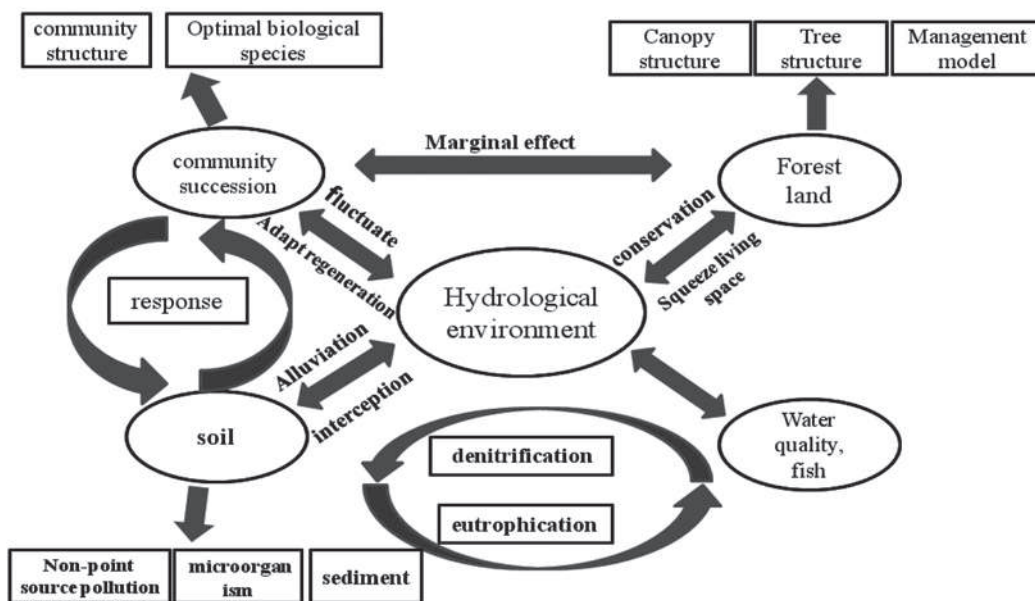 community
structure
Optimal biological
species
Canopy
structure
Tree
structure
Management
model
community
succession
Marginal effect
Forest
land
fluctuate
Adapt regeneration
conservation
Squeeze living
space
response
Hydrological
environment
Alluviation
interception
soil
Water
quality,
fish
denitrification
eutrophication
Non-point
source pollution
microorgan
ism
sediment